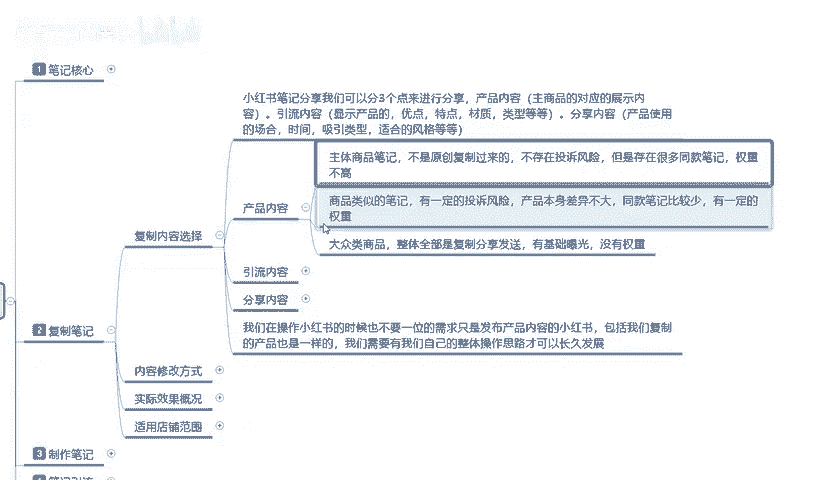 1 笔记核心
小红书笔记分享我们可以分3个点来进行分享，产品内容（主商品的对应的展示内
容）。引流内容（显示产品的，优点，特点，材质，类型等等）。分享内容（产品使用
的场合，时间，吸引类型，适合的风格等等）
主体商品笔记，不是原创复制过来的，不存在投诉风险，但是存在很多同款笔记，权重
不高
产品内容
商品类似的笔记，有一定的投诉风险，产品本身差异不大，同款笔记比较少，有一定的
权重
复制内容选择
大众类商品，整体全部是复制分享发送，有基础曝光，没有权重
引流内容
分享内容
2 复制笔记
我们在操作小红书的时候也不要一位的需求只是发布产品内容的小红书，包括我们复制
的产品也是一样的，我们需要有我们自己的整体操作思路才可以长久发展
内容修改方式
实际效果概况
适用店铺范围
3 制作笔记